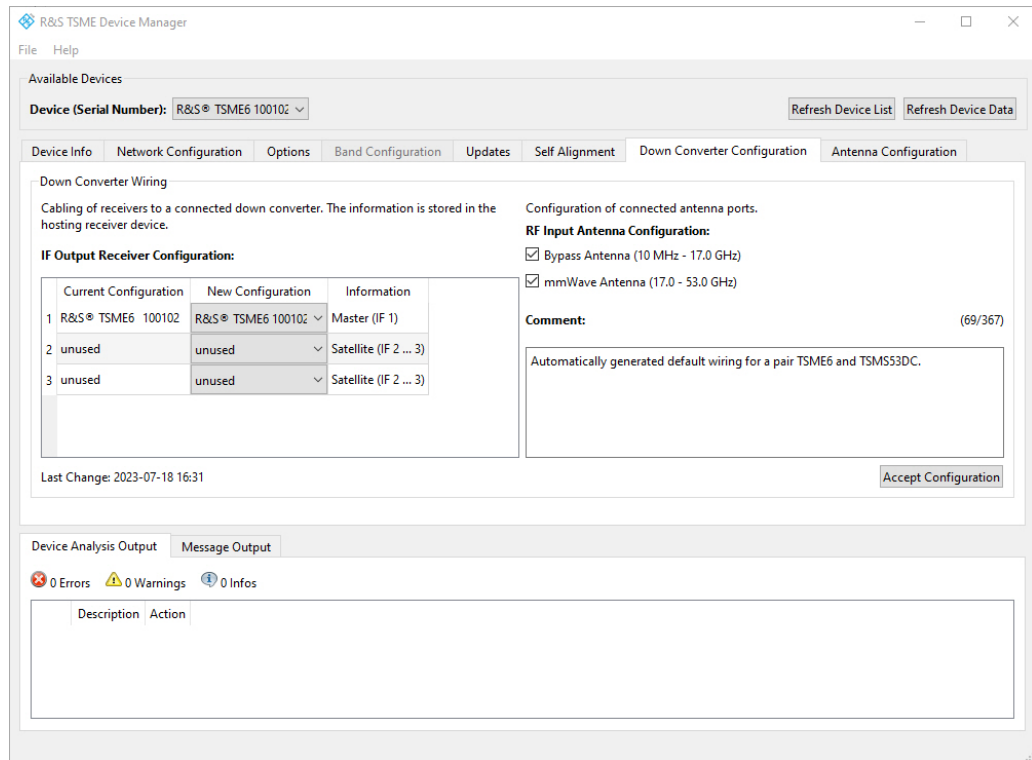 R&S TSME Device Manager
File Help
Available Devices
Device (Serial Number): R&S® TSME6 100102
Refresh Device List Refresh Device Data
Device Info Network Configuration Options Band Configuration Updates Self Alignment Down Converter Configuration Antenna Configuration
Down Converter Wiring
Cabling of receivers to a connected down converter. The information is stored in the
hosting receiver device.
IF Output Receiver Configuration:
Current Configuration New Configuration Information
1 R&S® TSME6 100102 R&S® TSME6 100102 Master (IF 1)
2 unused unused Satellite (IF 2 ... 3)
3 unused unused Satellite (IF 2 ... 3)
Last Change: 2023-07-18 16:31
Configuration of connected antenna ports.
RF Input Antenna Configuration:
Bypass Antenna (10 MHz - 17.0 GHz)
mmWave Antenna (17.0 - 53.0 GHz)
Comment: (69/367)
Automatically generated default wiring for a pair TSME6 and TSMS53DC.
Accept Configuration
Device Analysis Output Message Output
0 Errors 0 Warnings 0 Infos
Description Action